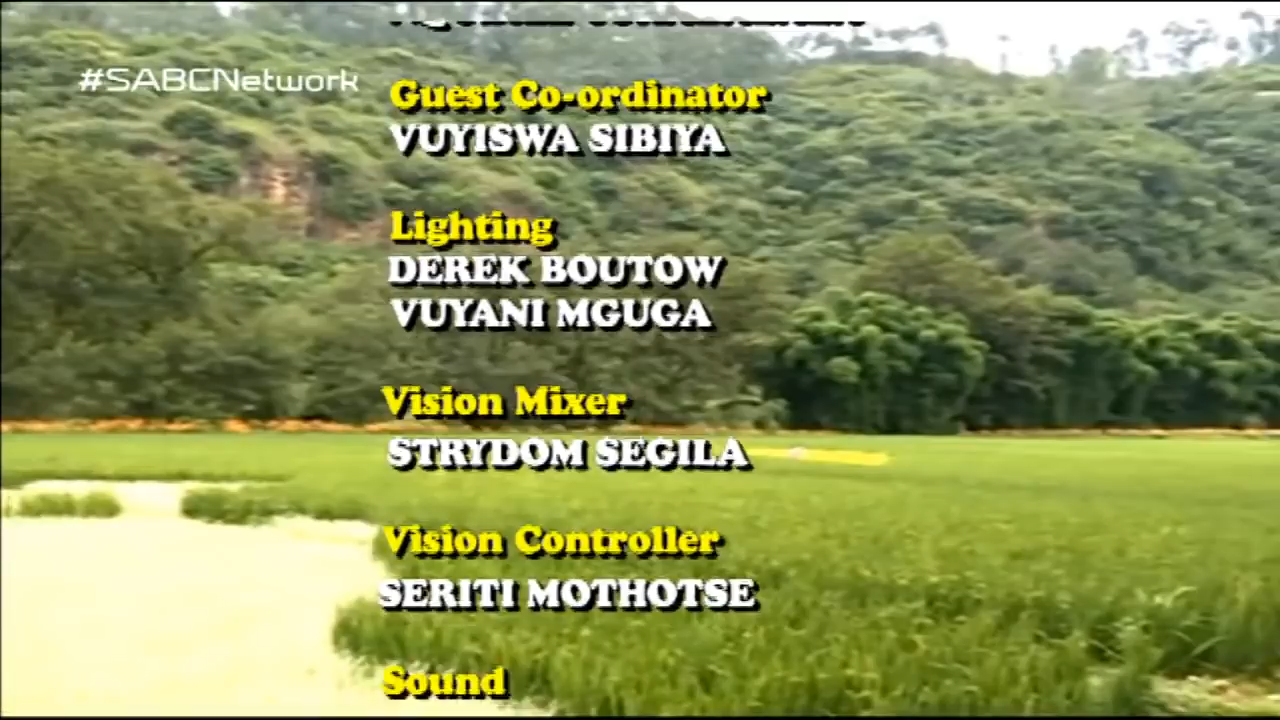 #SABCNetwork
Guest Co-ordinator
VUYISWA SIBIYA
Lighting
DEREK BOUTOW
VUYANI MGUGA
Vision Mixer
STRYDOM SEGILA
Vision Controller
SERITI MOTHOTSE
Sound